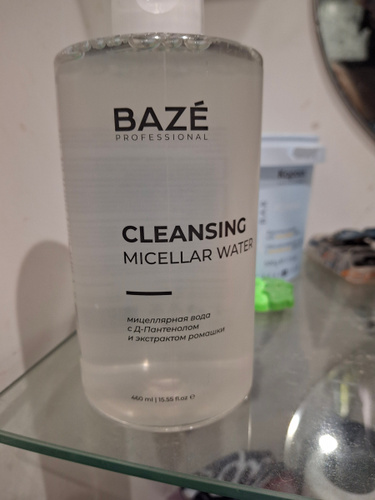 BAZÉ
PROFESSIONAL
CLEANSING
MICELLAR WATER
мицеллярная вода
с Д-Пантенолом
и экстрактом ромашки
460 ml | 15.55 fl.oz ℮